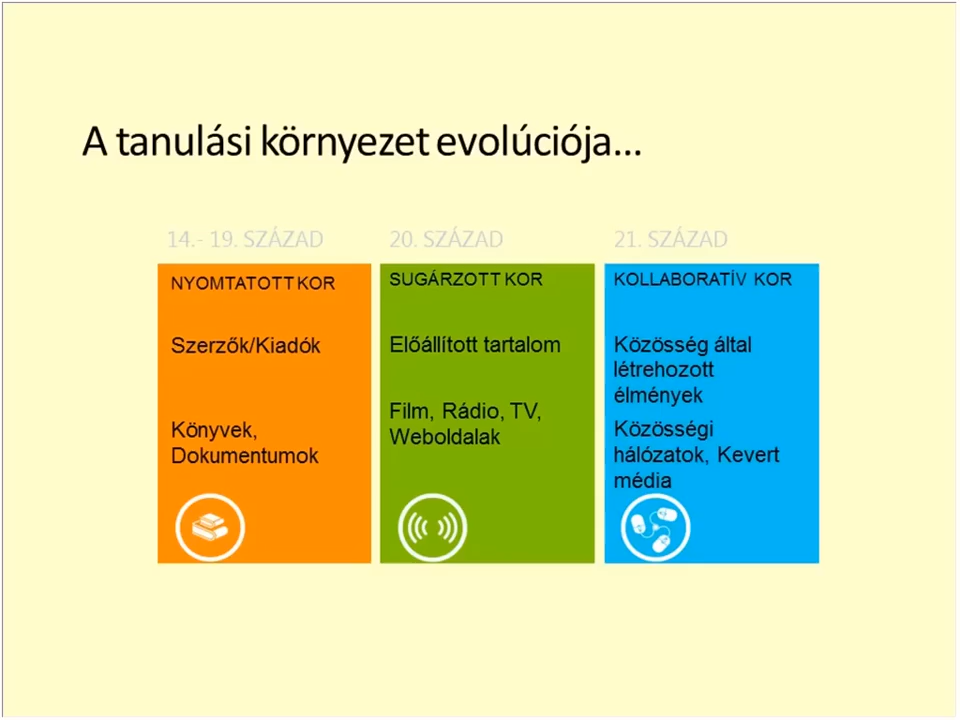 A tanulási környezet evolúciója...
14.- 19. SZÁZAD
NYOMTATOTT KOR
Szerzők/Kiadók
Könyvek,
Dokumentumok
20. SZÁZAD
SUGÁRZOTT KOR
Előállított tartalom
Film, Rádio, TV,
Weboldalak
21. SZÁZAD
KOLLABORATÍV KOR
Közösség által
létrehozott
élmények
Közösségi
hálózatok, Kevert
média